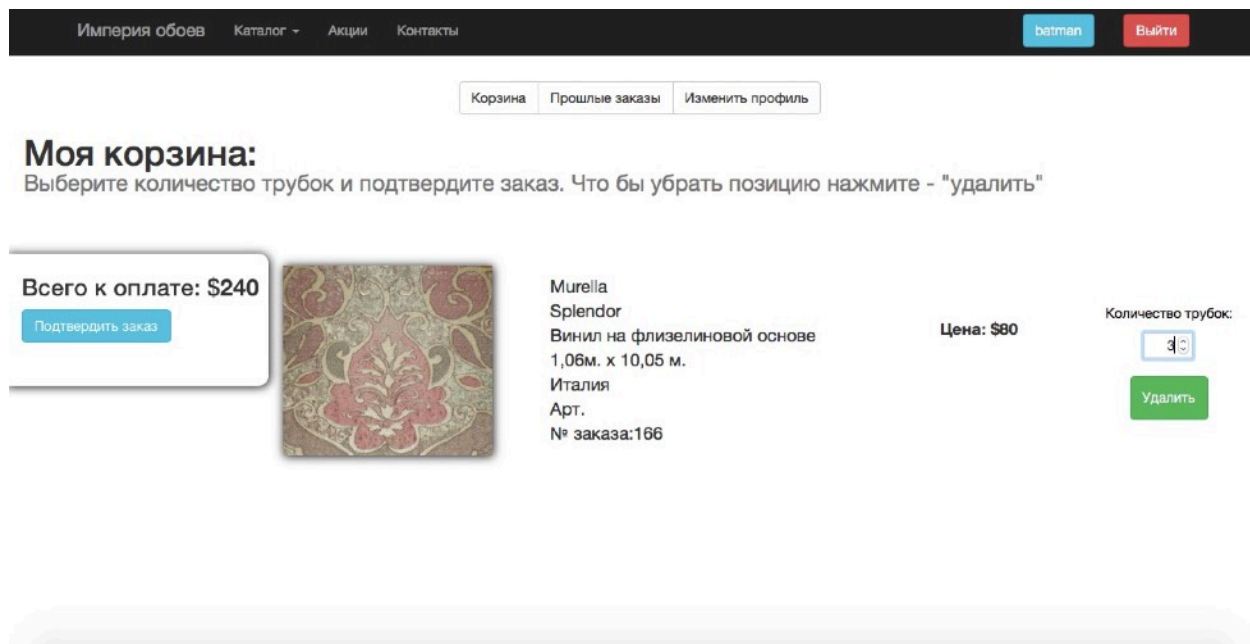 Империя обоев Каталог Акции Контакты batman Выйти
Корзина Прошлые заказы Изменить профиль
Моя корзина:
Выберите количество трубок и подтвердите заказ. Что бы убрать позицию нажмите - "удалить"
Всего к оплате: $240
Подтвердить заказ
Murella
Splendor
Винил на флизелиновой основе
1,06м. х 10,05 м.
Италия
Арт.
№ заказа:166
Цена: $80
Количество трубок:
3
Удалить